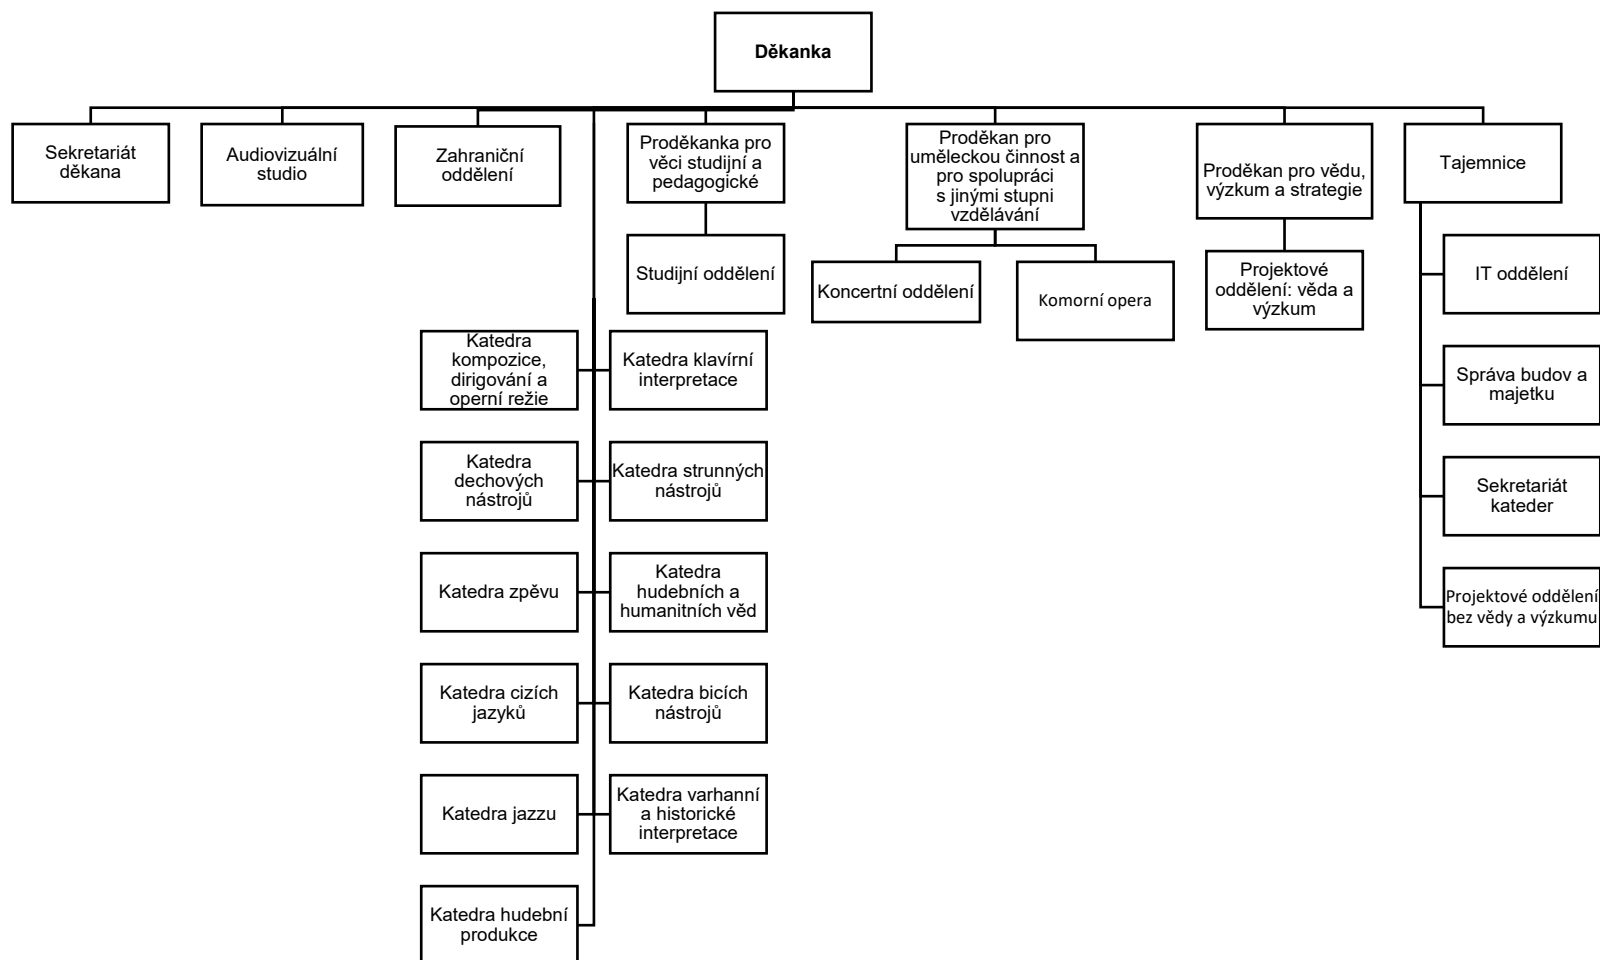 Děkanka
Sekretariát
děkana
Audiovizuální
studio
Zahraniční
oddělení
Proděkanka pro
věci studijní a
pedagogické
Proděkan pro
uměleckou činnost a
pro spolupráci
s jinými stupni
vzdělávání
Proděkan pro vědu,
výzkum a strategie
Tajemnice
Studijní oddělení
Koncertní oddělení
Komorní opera
Projektové
oddělení: věda a
výzkum
IT oddělení
Správa budov a
majetku
Sekretariát
kateder
Projektové oddělení
bez vědy a výzkumu
Katedra
kompozice,
dirigování a
operní režie
Katedra klavírní
interpretace
Katedra
dechových
nástrojů
Katedra strunných
nástrojů
Katedra zpěvu
Katedra
hudebních a
humanitních věd
Katedra cizích
jazyků
Katedra bicích
nástrojů
Katedra jazzu
Katedra varhanní
a historické
interpretace
Katedra hudební
produkce